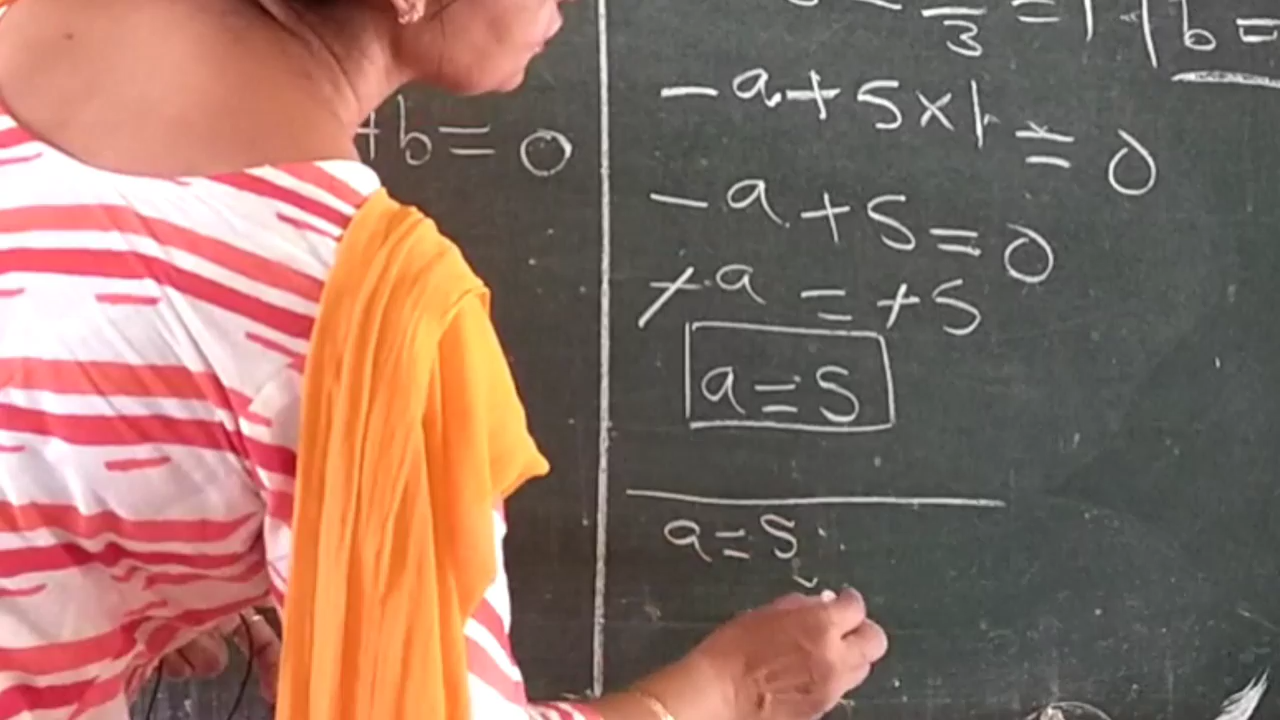 +b=0
3 =1 b=
-a+5×1=0
-a+5=0
+a=+5
a=5
a=5